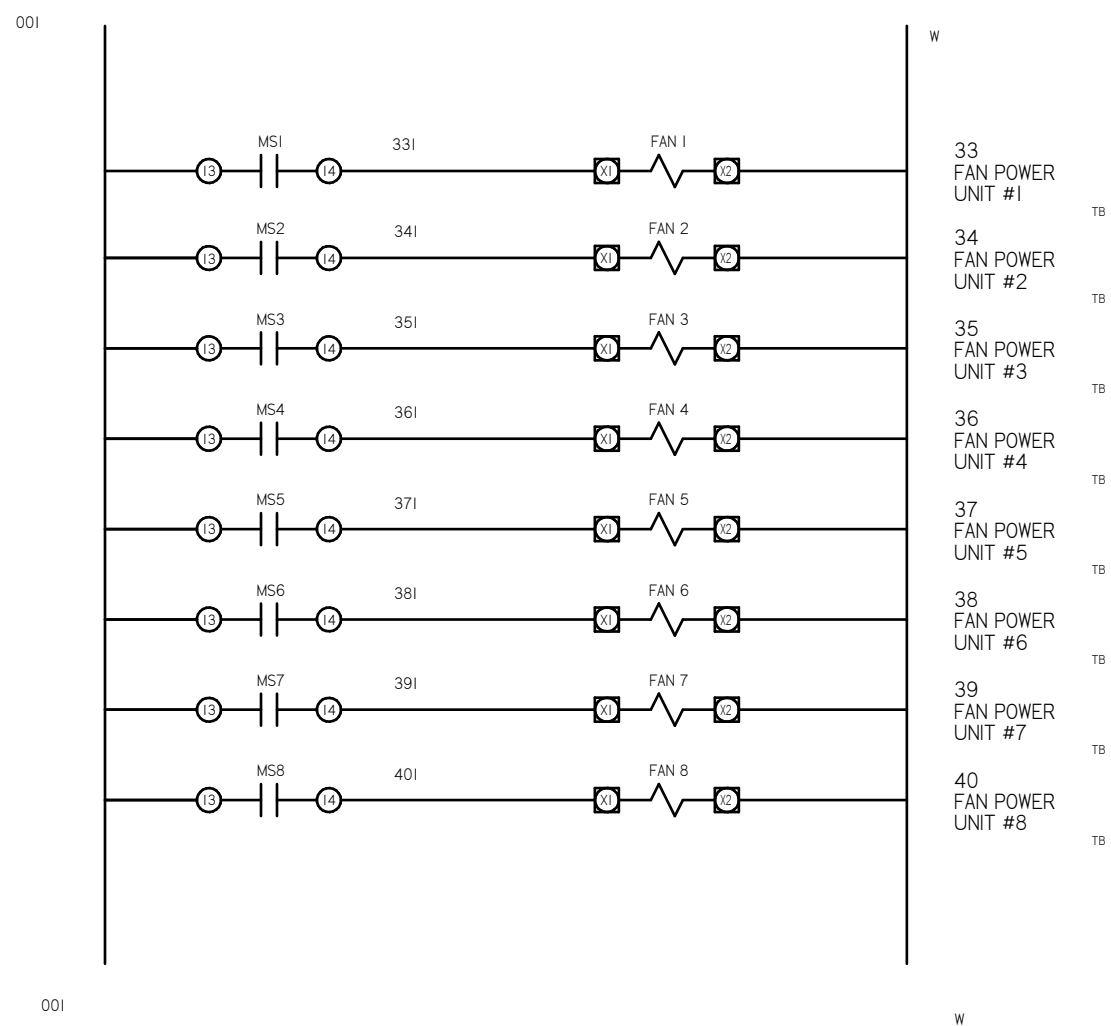 001
W
MS1 331 FAN 1
13 14 X1 X2
33
FAN POWER
UNIT #1
TB
MS2 341 FAN 2
13 14 X1 X2
34
FAN POWER
UNIT #2
TB
MS3 351 FAN 3
13 14 X1 X2
35
FAN POWER
UNIT #3
TB
MS4 361 FAN 4
13 14 X1 X2
36
FAN POWER
UNIT #4
TB
MS5 371 FAN 5
13 14 X1 X2
37
FAN POWER
UNIT #5
TB
MS6 381 FAN 6
13 14 X1 X2
38
FAN POWER
UNIT #6
TB
MS7 391 FAN 7
13 14 X1 X2
39
FAN POWER
UNIT #7
TB
MS8 401 FAN 8
13 14 X1 X2
40
FAN POWER
UNIT #8
TB
001
W